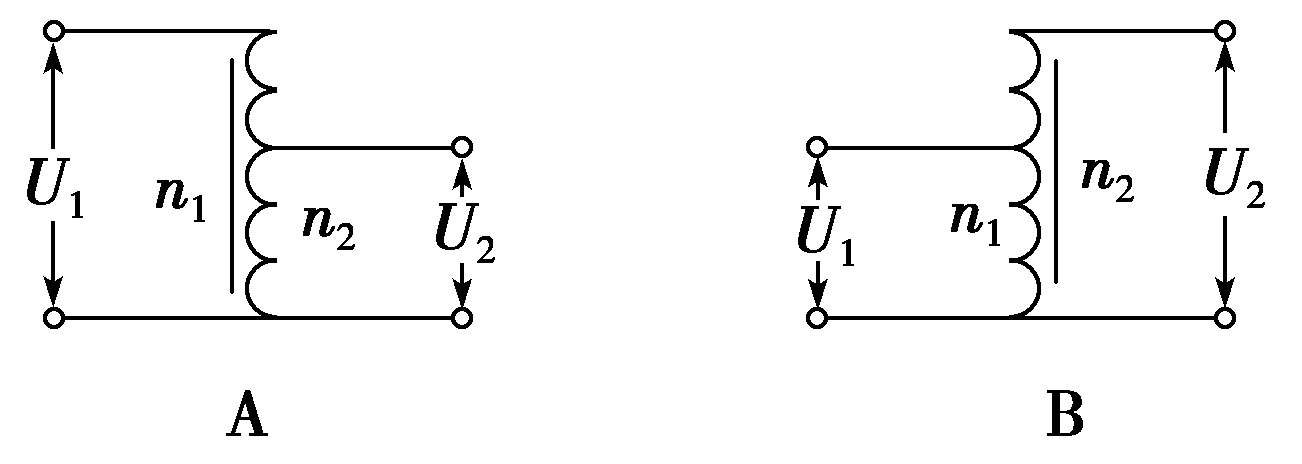 U₁ n₁ n₂ U₂
U₁ n₁ n₂ U₂
A
B